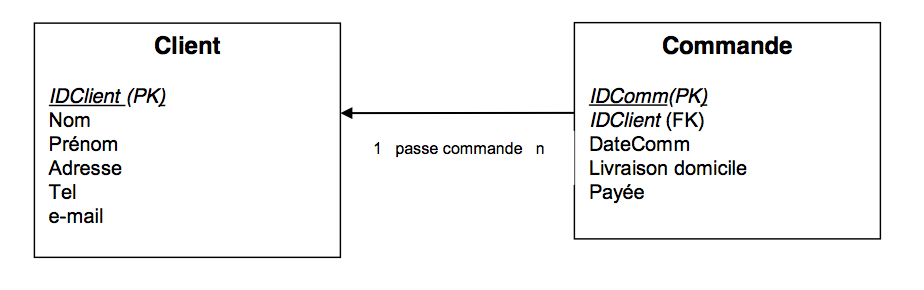 Client
IDClient (PK)
Nom
Prénom
Adresse
Tel
e-mail
1 passe commande n
Commande
IDComm(PK)
IDClient (FK)
DateComm
Livraison domicile
Payée